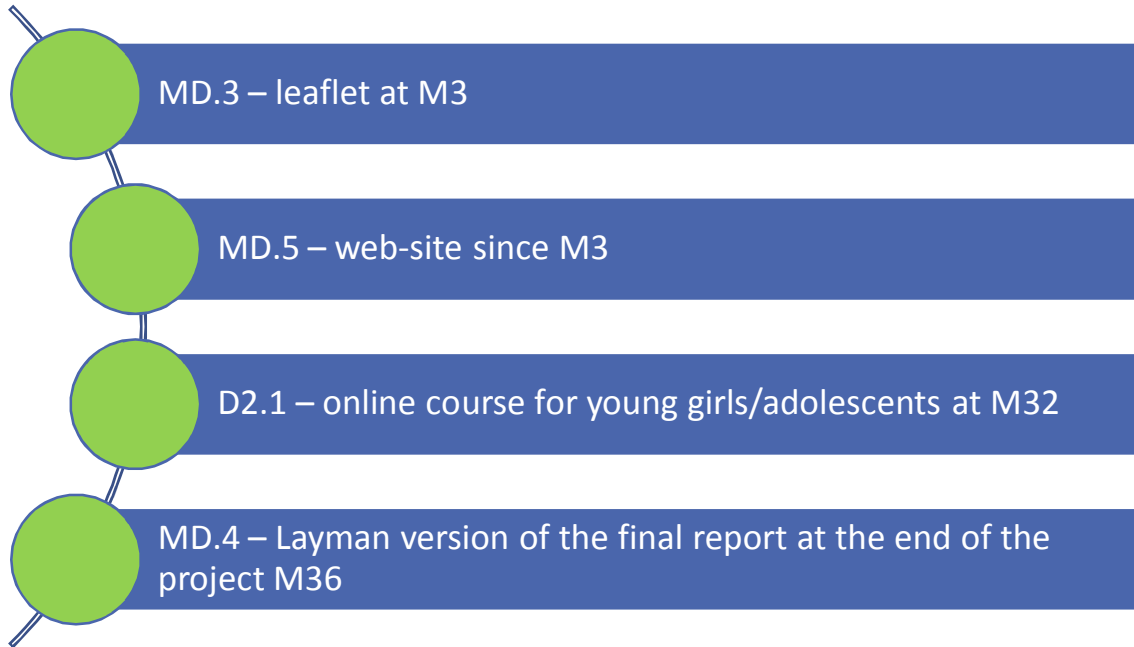 MD.3 – leaflet at M3
MD.5 – web-site since M3
D2.1 – online course for young girls/adolescents at M32
MD.4 – Layman version of the final report at the end of the
project M36